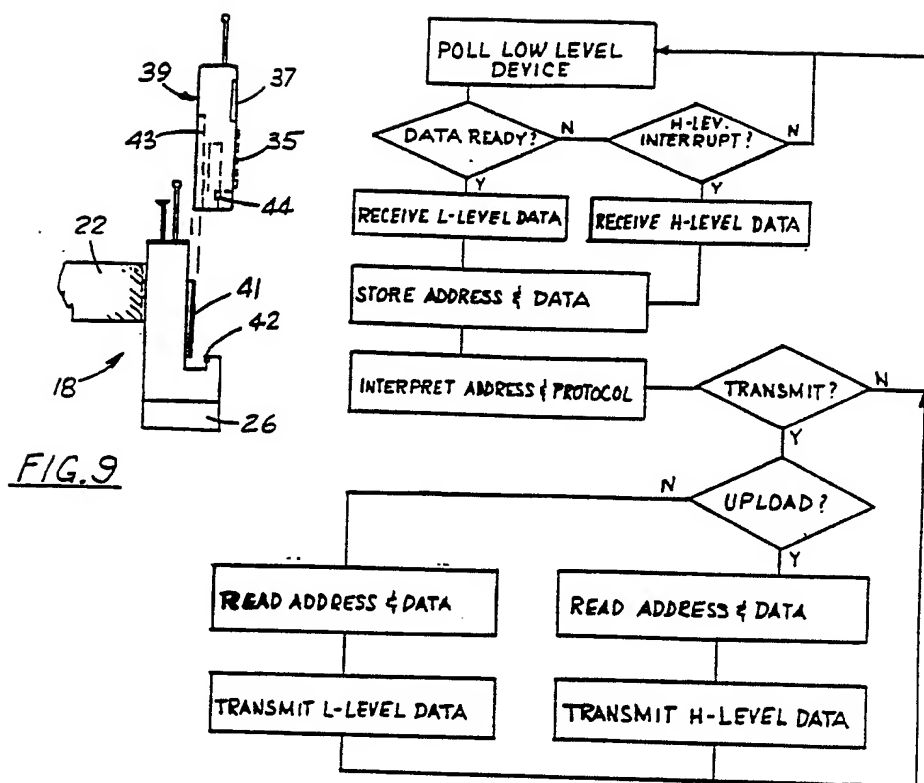 39
37
43
35
44
22
41
42
18
26
FIG.9
POLL LOW LEVEL
DEVICE
DATA READY?
N
H-LEV.
INTERRUPT?
N
Y
Y
RECEIVE L-LEVEL DATA
RECEIVE H-LEVEL DATA
STORE ADDRESS & DATA
INTERPRET ADDRESS & PROTOCOL
TRANSMIT?
N
Y
N
UPLOAD?
Y
READ ADDRESS & DATA
READ ADDRESS & DATA
TRANSMIT L-LEVEL DATA
TRANSMIT H-LEVEL DATA